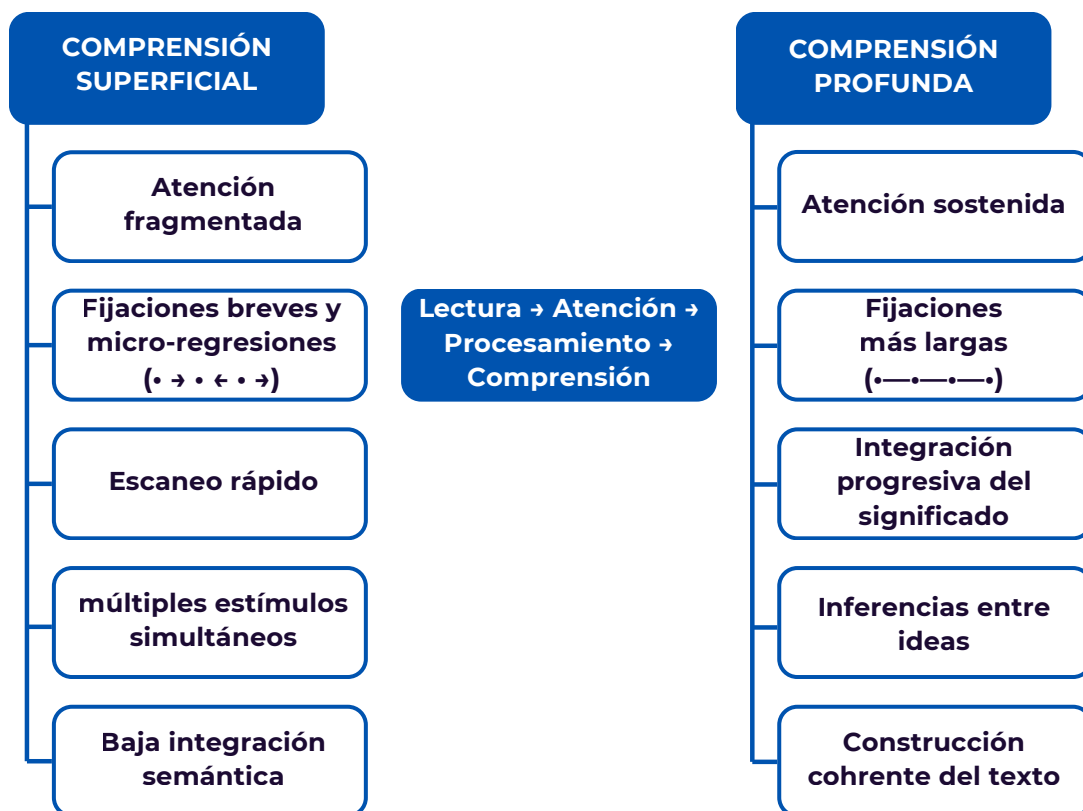 COMPRENSIÓN
SUPERFICIAL
Atención
fragmentada
Fijaciones breves y
micro-regresiones
(• → • ← • →)
Escaneo rápido
múltiples estímulos
simultáneos
Baja integración
semántica
Lectura → Atención →
Procesamiento →
Comprensión
COMPRENSIÓN
PROFUNDA
Atención sostenida
Fijaciones
más largas
(•—•—•—•)
Integración
progresiva del
significado
Inferencias entre
ideas
Construcción
cohrente del texto